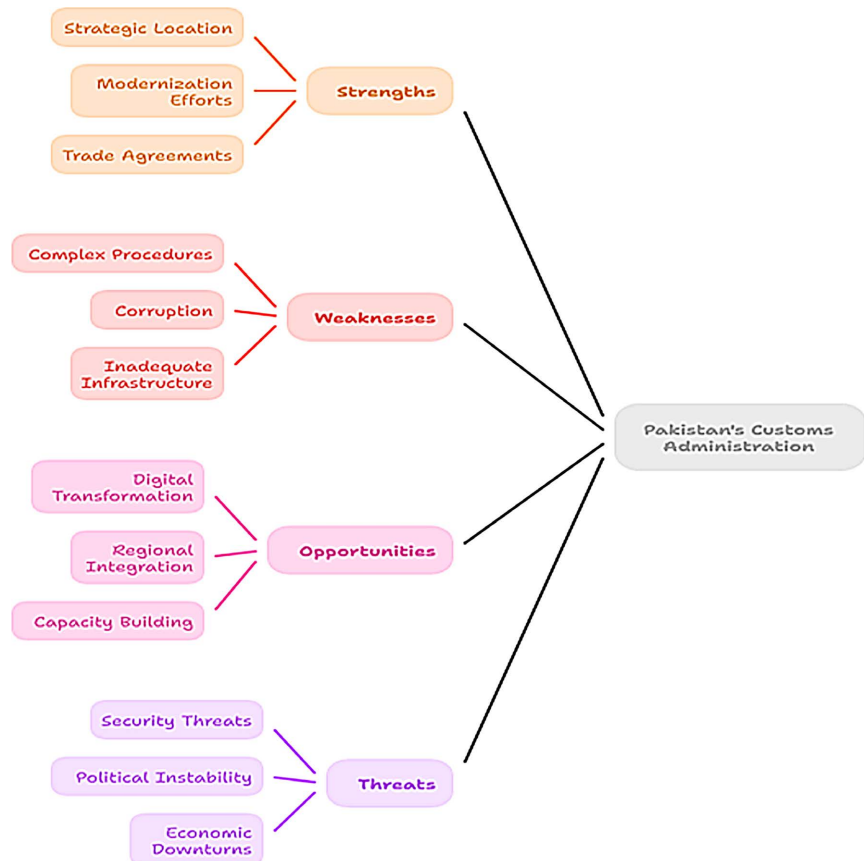 Strategic Location
Modernization
Efforts
Trade Agreements
Strengths
Complex Procedures
Corruption
Inadequate
Infrastructure
Weaknesses
Pakistan's Customs
Administration
Digital
Transformation
Regional
Integration
Capacity Building
Opportunities
Security Threats
Political Instability
Economic
Downturns
Threats